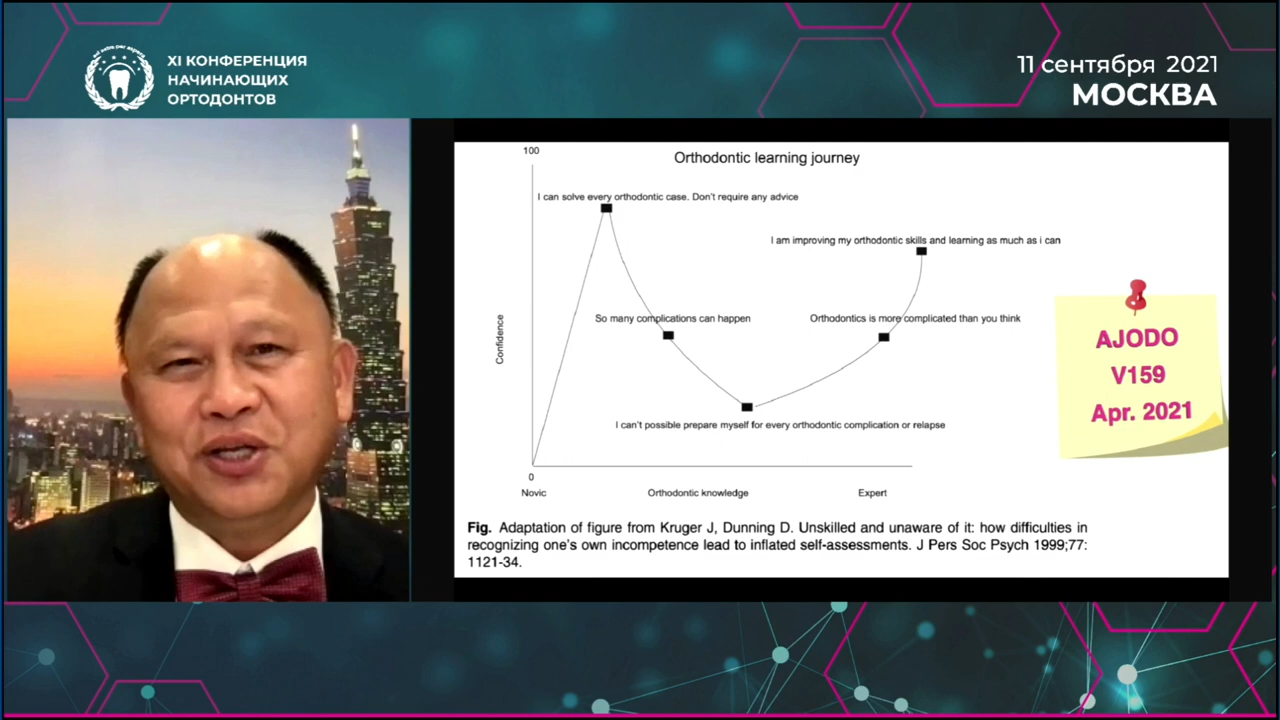 XI КОНФЕРЕНЦИЯ
НАЧИНАЮЩИХ
ОРТОДОНТОВ
11 сентября 2021
МОСКВА
Orthodontic learning journey
100
I can solve every orthodontic case. Don't require any advice
I am improving my orthodontic skills and learning as much as i can
So many complications can happen
Orthodontics is more complicated than you think
Confidence
I can't possible prepare myself for every orthodontic complication or relapse
0
Novic
Orthodontic knowledge
Expert
AJODO
V159
Apr. 2021
Fig. Adaptation of figure from Kruger J, Dunning D. Unskilled and unaware of it: how difficulties in
recognizing one's own incompetence lead to inflated self-assessments. J Pers Soc Psych 1999;77:
1121-34.